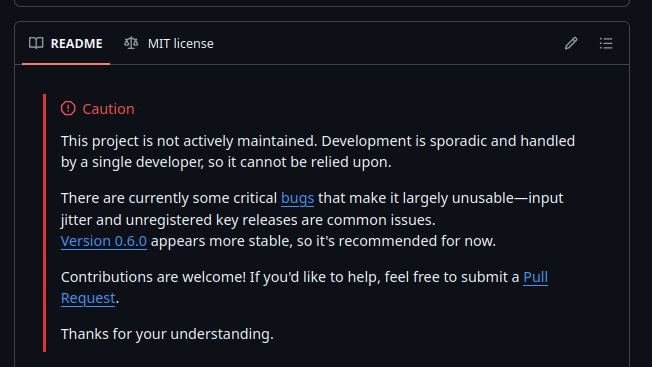 README
MIT license
Caution
This project is not actively maintained. Development is sporadic and handled
by a single developer, so it cannot be relied upon.
There are currently some critical bugs that make it largely unusable—input
jitter and unregistered key releases are common issues.
Version 0.6.0 appears more stable, so it's recommended for now.
Contributions are welcome! If you'd like to help, feel free to submit a Pull
Request.
Thanks for your understanding.